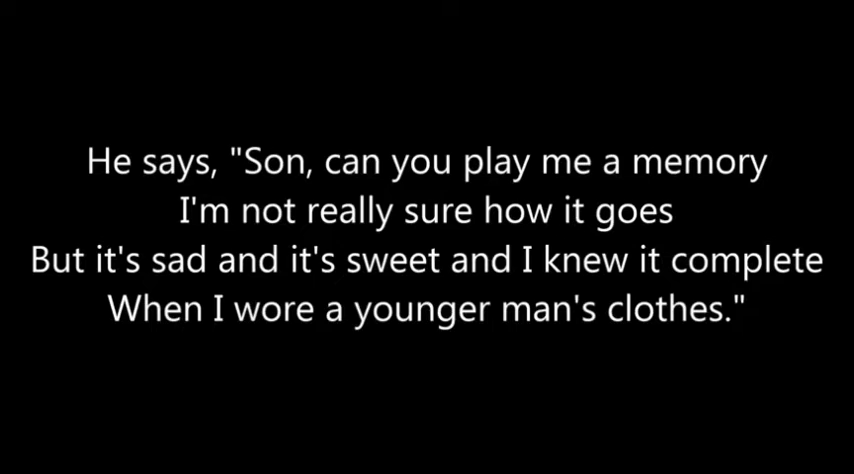 He says, "Son, can you play me a memory
I'm not really sure how it goes
But it's sad and it's sweet and I knew it complete
When I wore a younger man's clothes."